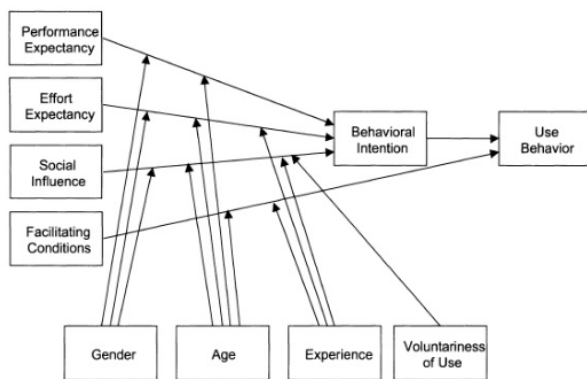 Performance
Expectancy
Effort
Expectancy
Social
Influence
Facilitating
Conditions
Behavioral
Intention
Use
Behavior
Gender
Age
Experience
Voluntariness
of Use